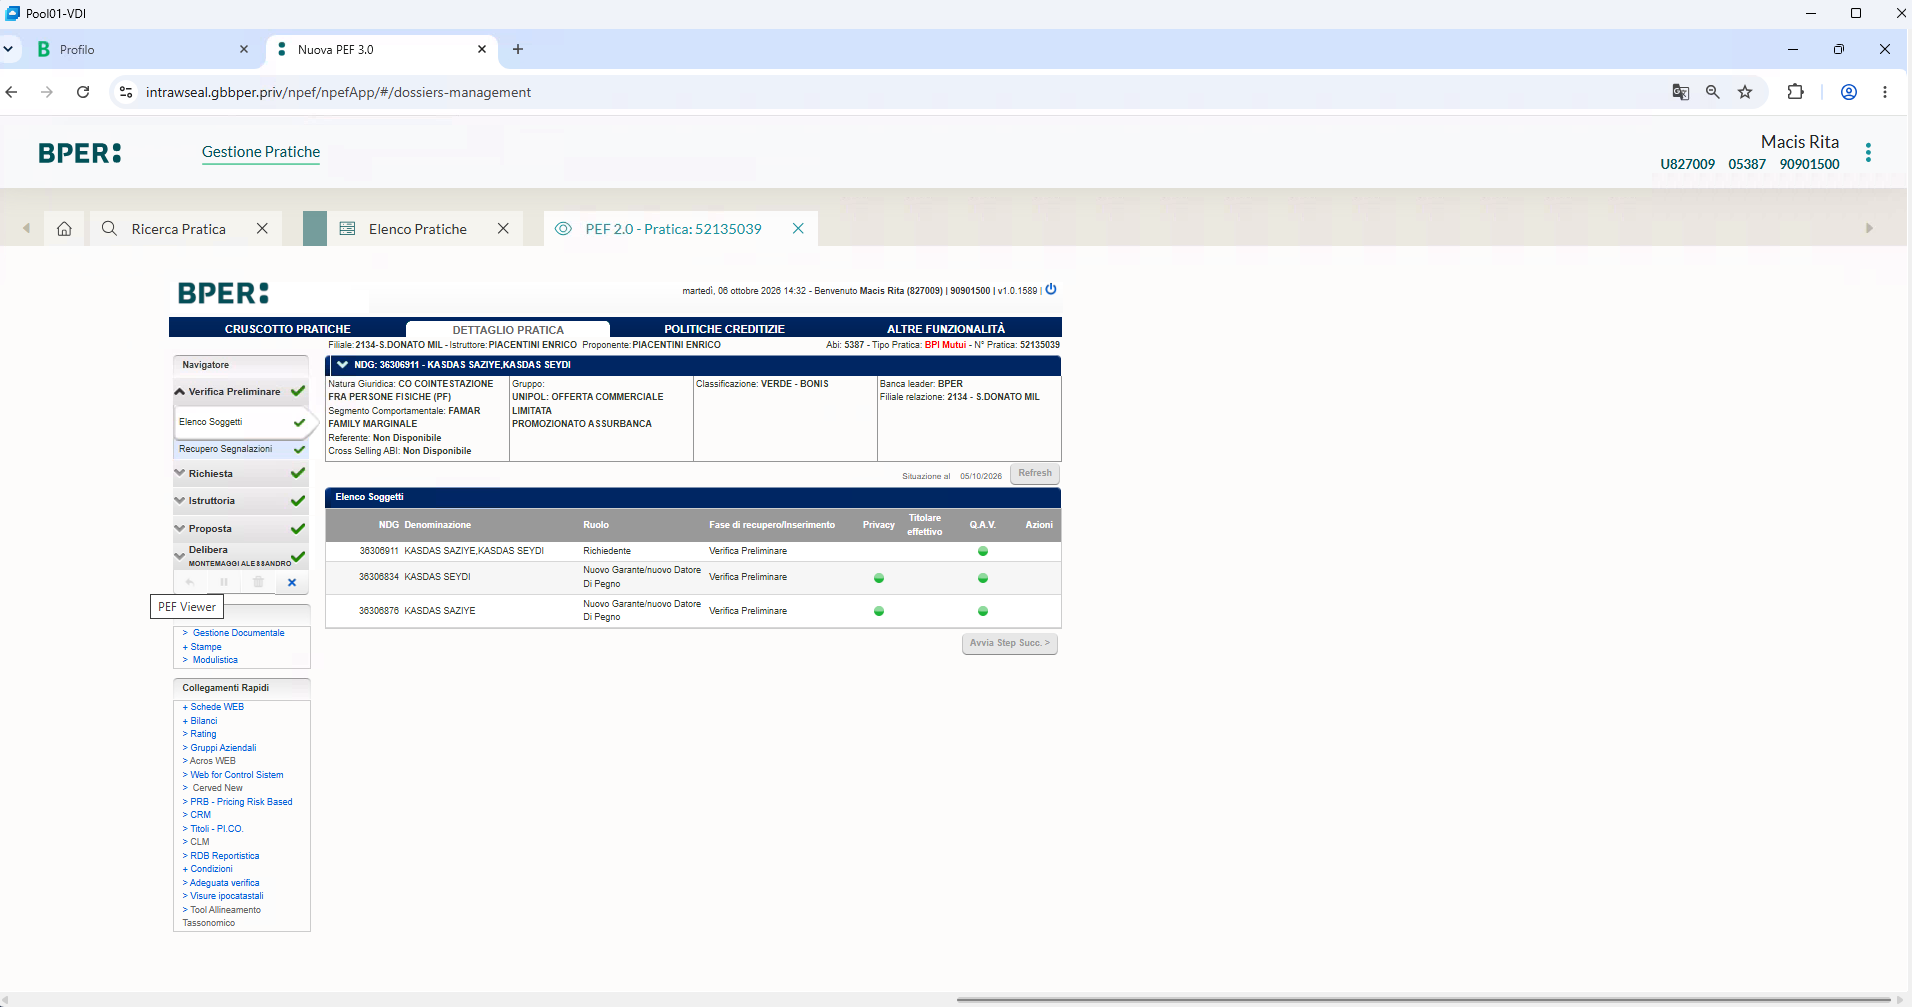 Pool01-VDI
Profilo
Nuova PEF 3.0
intrawseal.gbbper.priv/npef/npefApp/#/dossiers-management
BPER:
Gestione Pratiche
Macis Rita
U827009 05387 90901500
Ricerca Pratica
Elenco Pratiche
PEF 2.0 - Pratica: 52135039
BPER:
martedì, 06 ottobre 2026 14:32 - Benvenuto Macis Rita (827009) | 90901500 | v1.0.1589 |
CRUSCOTTO PRATICHE
DETTAGLIO PRATICA
POLITICHE CREDITIZIE
ALTRE FUNZIONALITÀ
Filiale: 2134-S.DONATO MIL - Istruttore: PIACENTINI ENRICO Proponente: PIACENTINI ENRICO
Abi: 5387 - Tipo Pratica: BPI Mutui - N° Pratica: 52135039
Navigatore
Verifica Preliminare
Elenco Soggetti
Recupero Segnalazioni
Richiesta
Istruttoria
Proposta
Delibera
MONTEMAGGI ALESSANDRO
PEF Viewer
> Gestione Documentale
+ Stampe
> Modulistica
Collegamenti Rapidi
+ Schede WEB
+ Bilanci
> Rating
> Gruppi Aziendali
> Acros WEB
> Web for Control Sistem
> Cerved New
> PRB - Pricing Risk Based
> CRM
> Titoli - PI.CO.
> CLM
> RDB Reportistica
+ Condizioni
> Adeguata verifica
> Visure ipocatastali
> Tool Allineamento
Tassonomico
NDG: 36306911 - KASDAS SAZIYE,KASDAS SEYDI
Natura Giuridica: CO COINTESTAZIONE
FRA PERSONE FISICHE (PF)
Segmento Comportamentale: FAMAR
FAMILY MARGINALE
Referente: Non Disponibile
Cross Selling ABI: Non Disponibile
Gruppo:
UNIPOL: OFFERTA COMMERCIALE
LIMITATA
PROMOZIONATO ASSURBANCA
Classificazione: VERDE - BONIS
Banca leader: BPER
Filiale relazione: 2134 - S.DONATO MIL
Situazione al 05/10/2026
Refresh
Elenco Soggetti
NDG Denominazione Ruolo Fase di recupero/Inserimento Privacy Titolare effettivo Q.A.V. Azioni
36306911 KASDAS SAZIYE,KASDAS SEYDI Richiedente Verifica Preliminare
36306834 KASDAS SEYDI Nuovo Garante/nuovo Datore Di Pegno Verifica Preliminare
36306876 KASDAS SAZIYE Nuovo Garante/nuovo Datore Di Pegno Verifica Preliminare
Avvia Step Succ. >